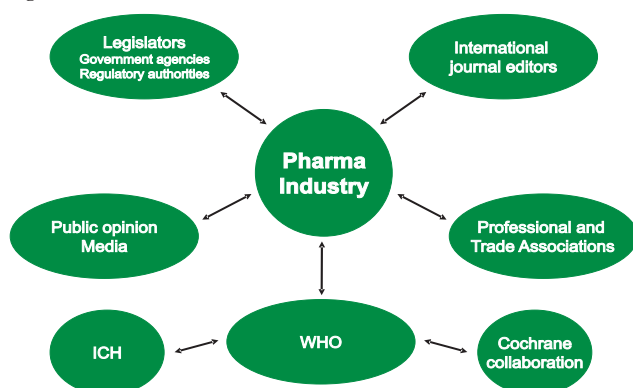 Legislators
Government agencies
Regulatory authorities
International
journal editors
Pharma
Industry
Public opinion
Media
Professional and
Trade Associations
ICH
WHO
Cochrane
collaboration